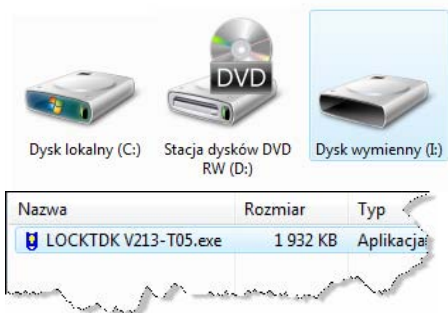 DVD
Dysk lokalny (C:)
Stacja dysków DVD
RW (D:)
Dysk wymienny (I:)
Nazwa Rozmiar Typ
LOCKTDK V213-T05.exe 1 932 KB Aplikacja